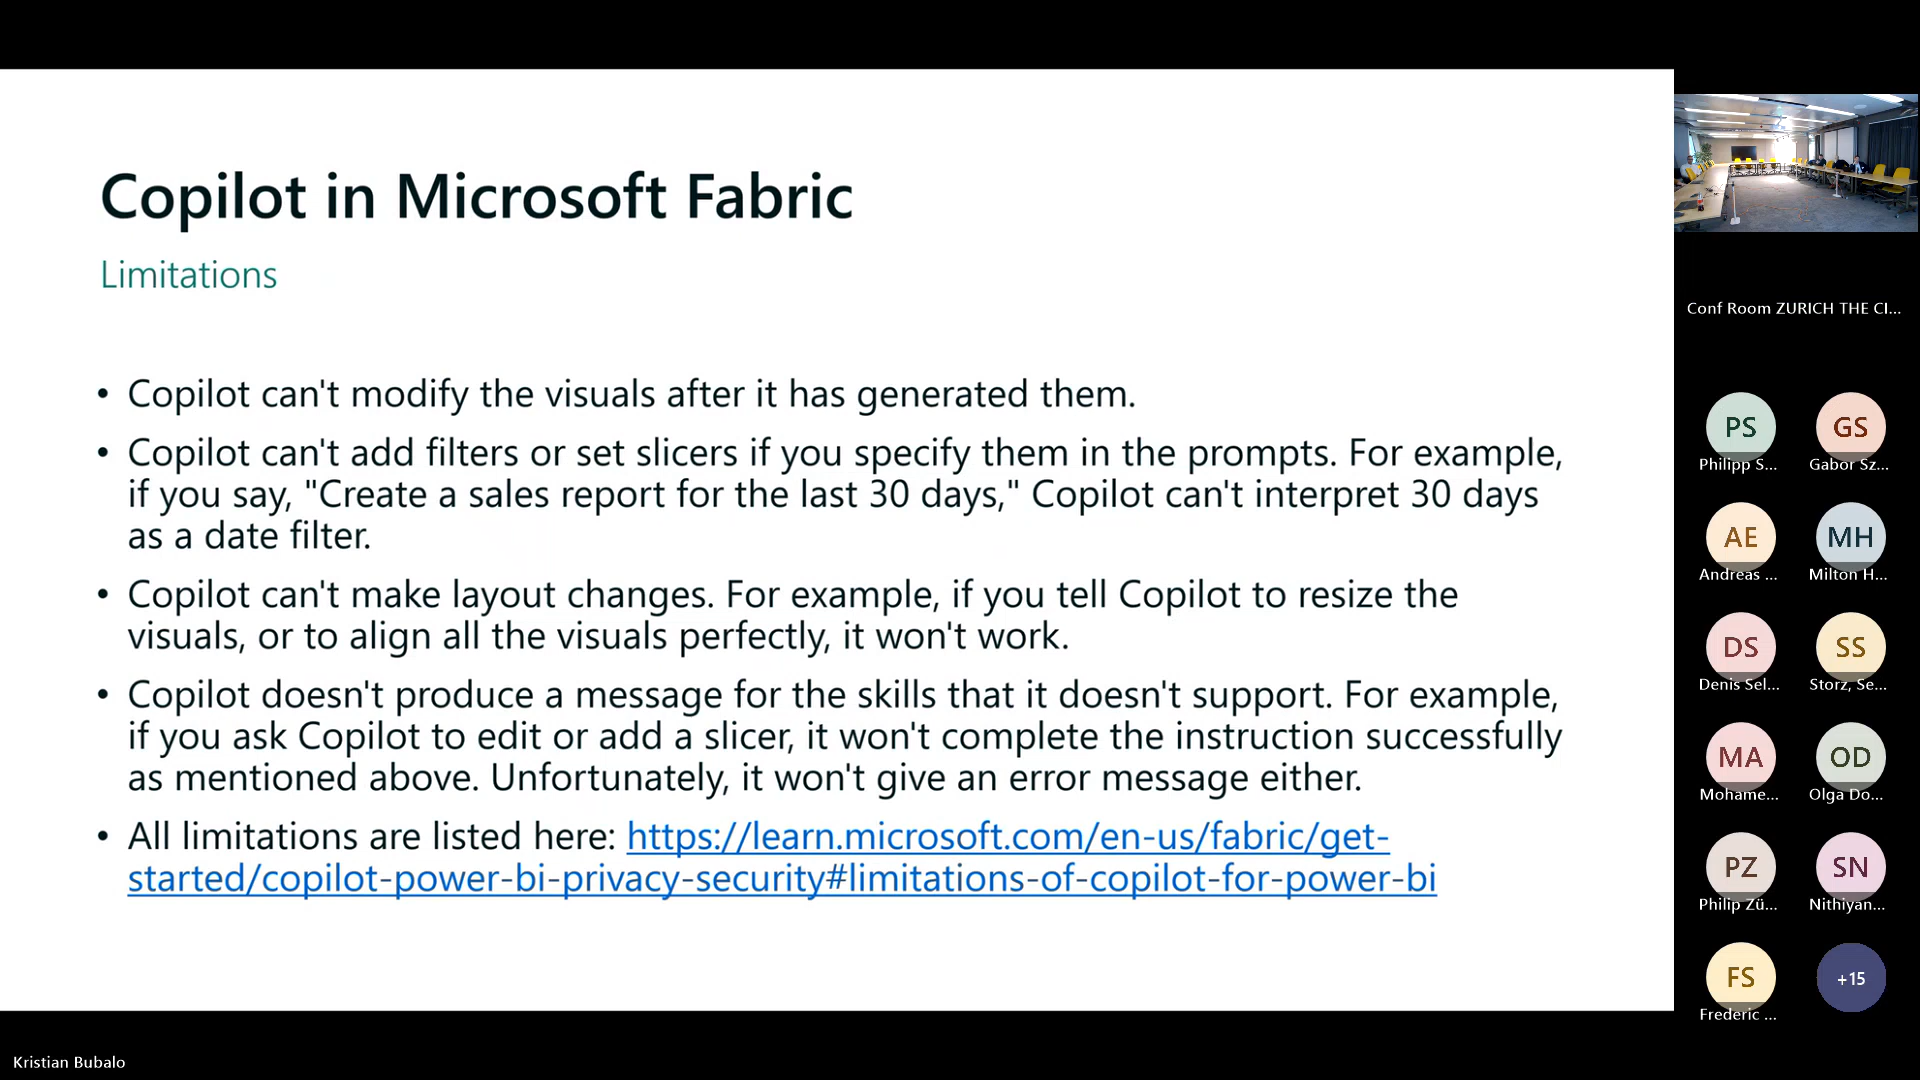 Copilot in Microsoft Fabric
Limitations
• Copilot can't modify the visuals after it has generated them.
• Copilot can't add filters or set slicers if you specify them in the prompts. For example,
if you say, "Create a sales report for the last 30 days," Copilot can't interpret 30 days
as a date filter.
• Copilot can't make layout changes. For example, if you tell Copilot to resize the
visuals, or to align all the visuals perfectly, it won't work.
• Copilot doesn't produce a message for the skills that it doesn't support. For example,
if you ask Copilot to edit or add a slicer, it won't complete the instruction successfully
as mentioned above. Unfortunately, it won't give an error message either.
• All limitations are listed here: https://learn.microsoft.com/en-us/fabric/get-
started/copilot-power-bi-privacy-security#limitations-of-copilot-for-power-bi
Conf Room ZURICH THE CI...
PS
GS
Philipp S...
Gabor Sz...
AE
MH
Andreas ...
Milton H...
DS
SS
Denis Sel...
Storz, Se...
MA
OD
Mohame...
Olga Do...
PZ
SN
Philip Zü...
Nithiyan...
FS
+15
Frederic ...
Kristian Bubalo